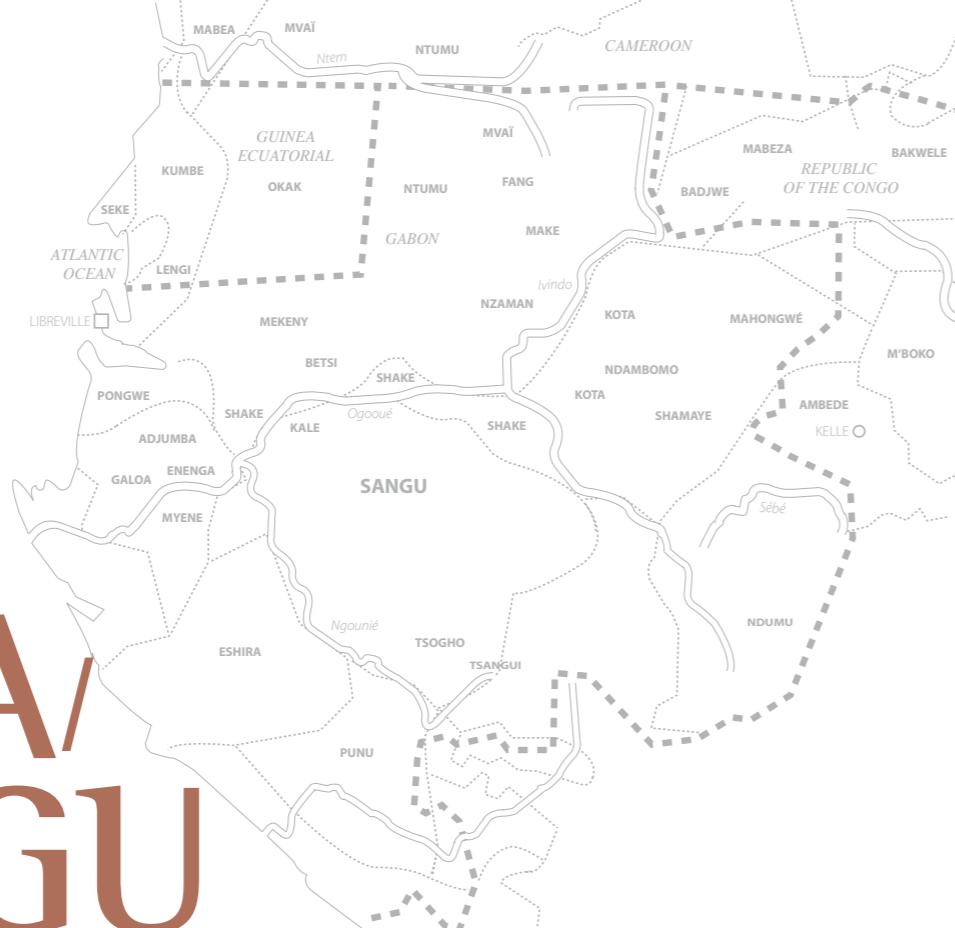 MABEA
MVAÏ
Ntem
NTUMU
CAMEROON
GUINEA
ECUATORIAL
MVAÏ
MABEZA
BAKWELE
KUMBE
OKAK
NTUMU
FANG
REPUBLIC
OF THE CONGO
BADJWE
SEKE
GABON
MAKE
ATLANTIC
OCEAN
LENGI
Ivindo
NZAMAN
LIBREVILLE
MEKENY
KOTA
MAHONGWÉ
BETSI
SHAKE
NDAMBOMO
M'BOKO
PONGWE
KOTA
AMBEDE
SHAKE
Ogooué
KALE
SHAKE
SHAMAYE
KELLE
ADJUMBA
ENENGA
GALOA
SANGU
MYENE
Sébé
Ngounié
NDUMU
ESHIRA
TSOGHO
TSANGUI
A/
PUNU
GU